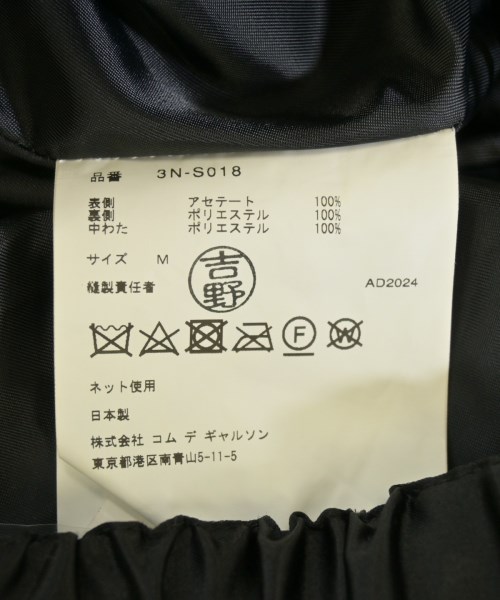 品番 3N-S018
表側 アセテート 100%
裏側 ポリエステル 100%
中わた ポリエステル 100%
サイズ M
吉野
縫製責任者 AD2024
F W
ネット使用
日本製
株式会社 コム デ ギャルソン
東京都港区南青山5-11-5